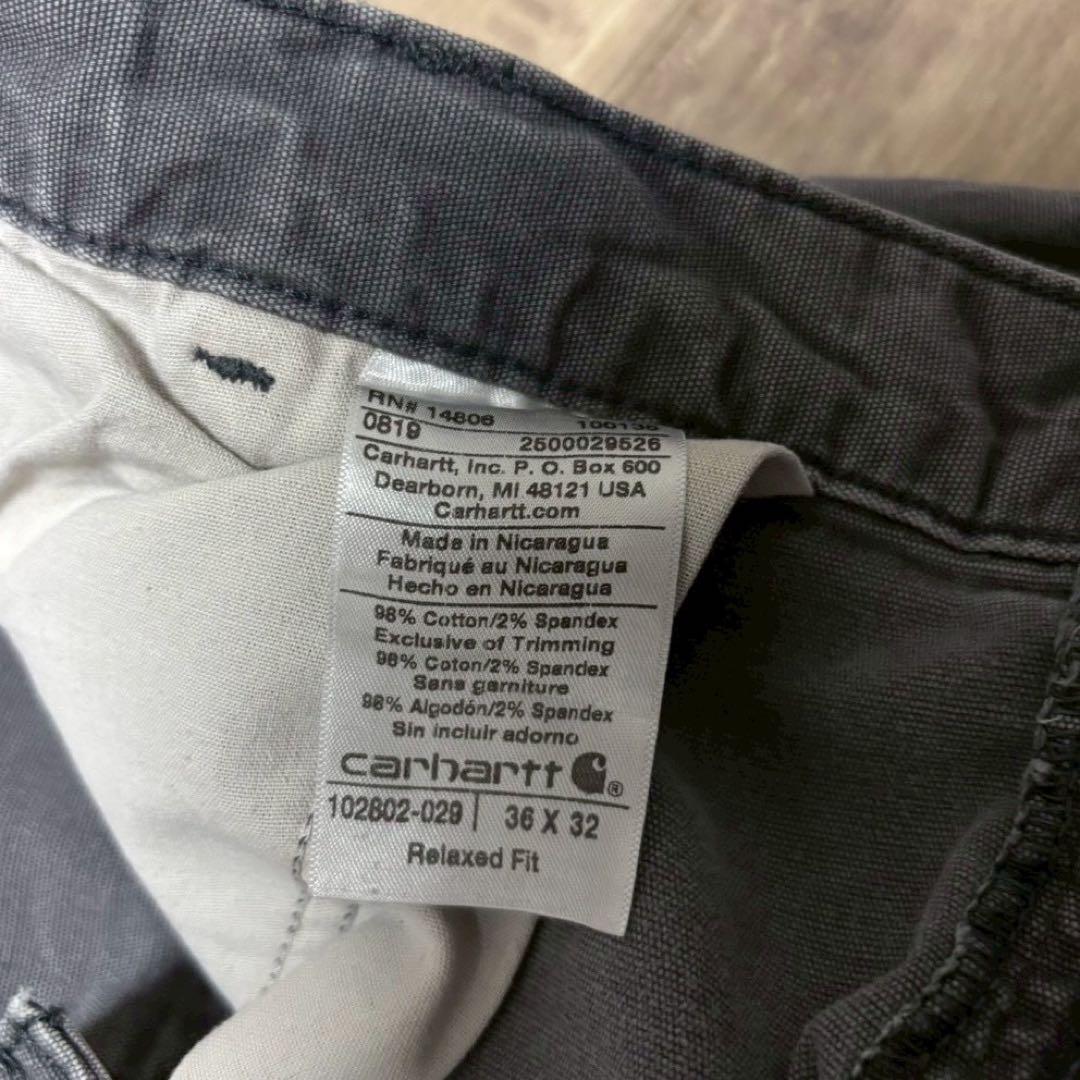 RN# 14806 100136
0819 2500029526
Carhartt, Inc. P. O. Box 600
Dearborn, MI 48121 USA
Carhartt.com
Made in Nicaragua
Fabriqué au Nicaragua
Hecho en Nicaragua
98% Cotton/2% Spandex
Exclusive of Trimming
98% Coton/2% Spandex
Sans garniture
98% Algodón/2% Spandex
Sin incluir adorno
carhartt ®
102802-029 | 36 X 32
Relaxed Fit